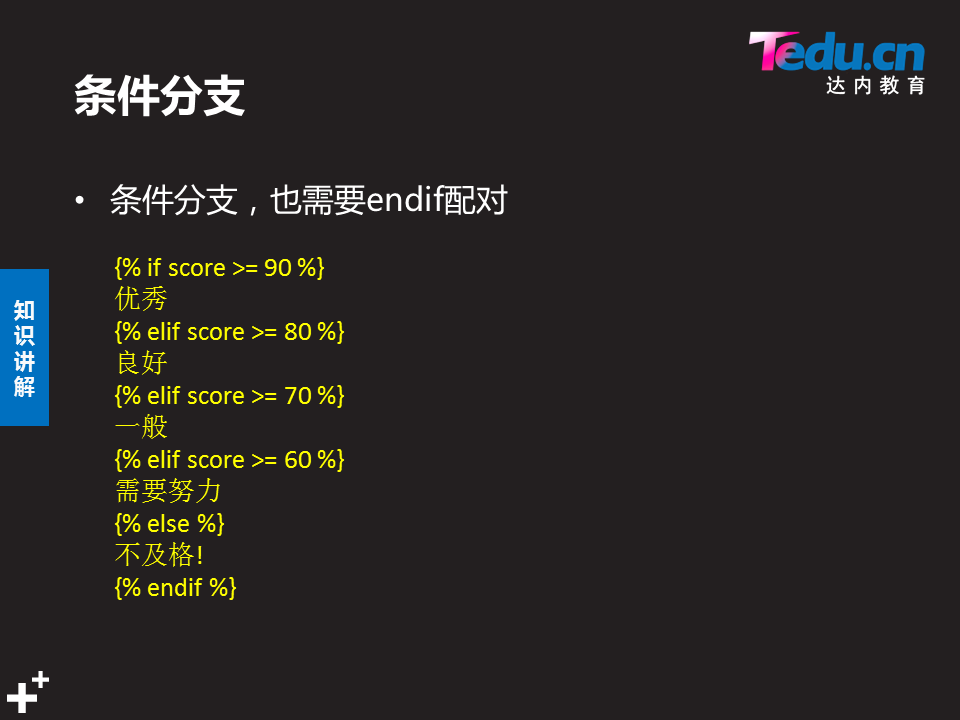 Tedu.cn
达内教育
条件分支
• 条件分支，也需要endif配对
{% if score >= 90 %}
优秀
{% elif score >= 80 %}
良好
{% elif score >= 70 %}
一般
{% elif score >= 60 %}
需要努力
{% else %}
不及格!
{% endif %}
知识讲解